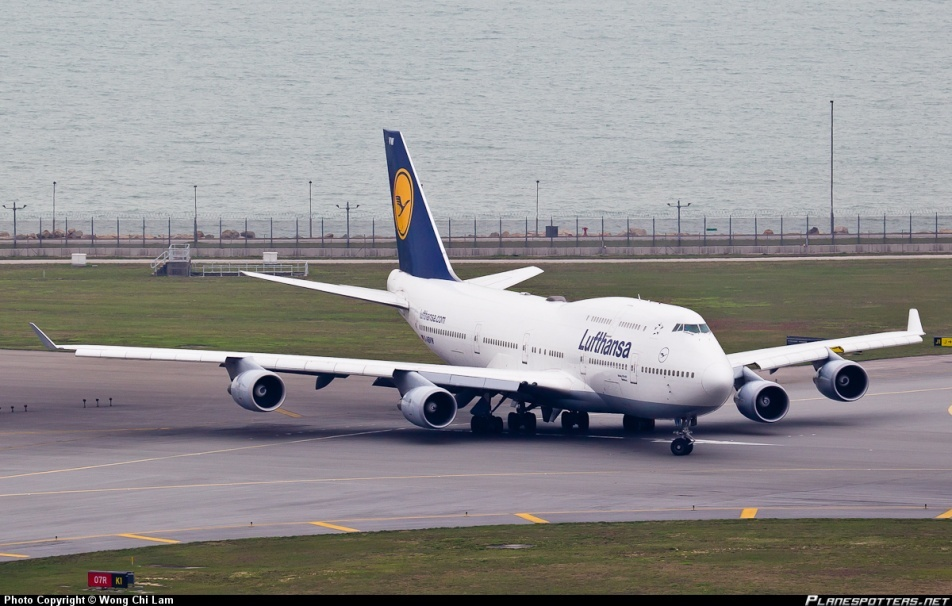 lufthansa.com
Lufthansa
07R K1
Photo Copyright © Wong Chi Lam
PLANESPOTTERS.NET